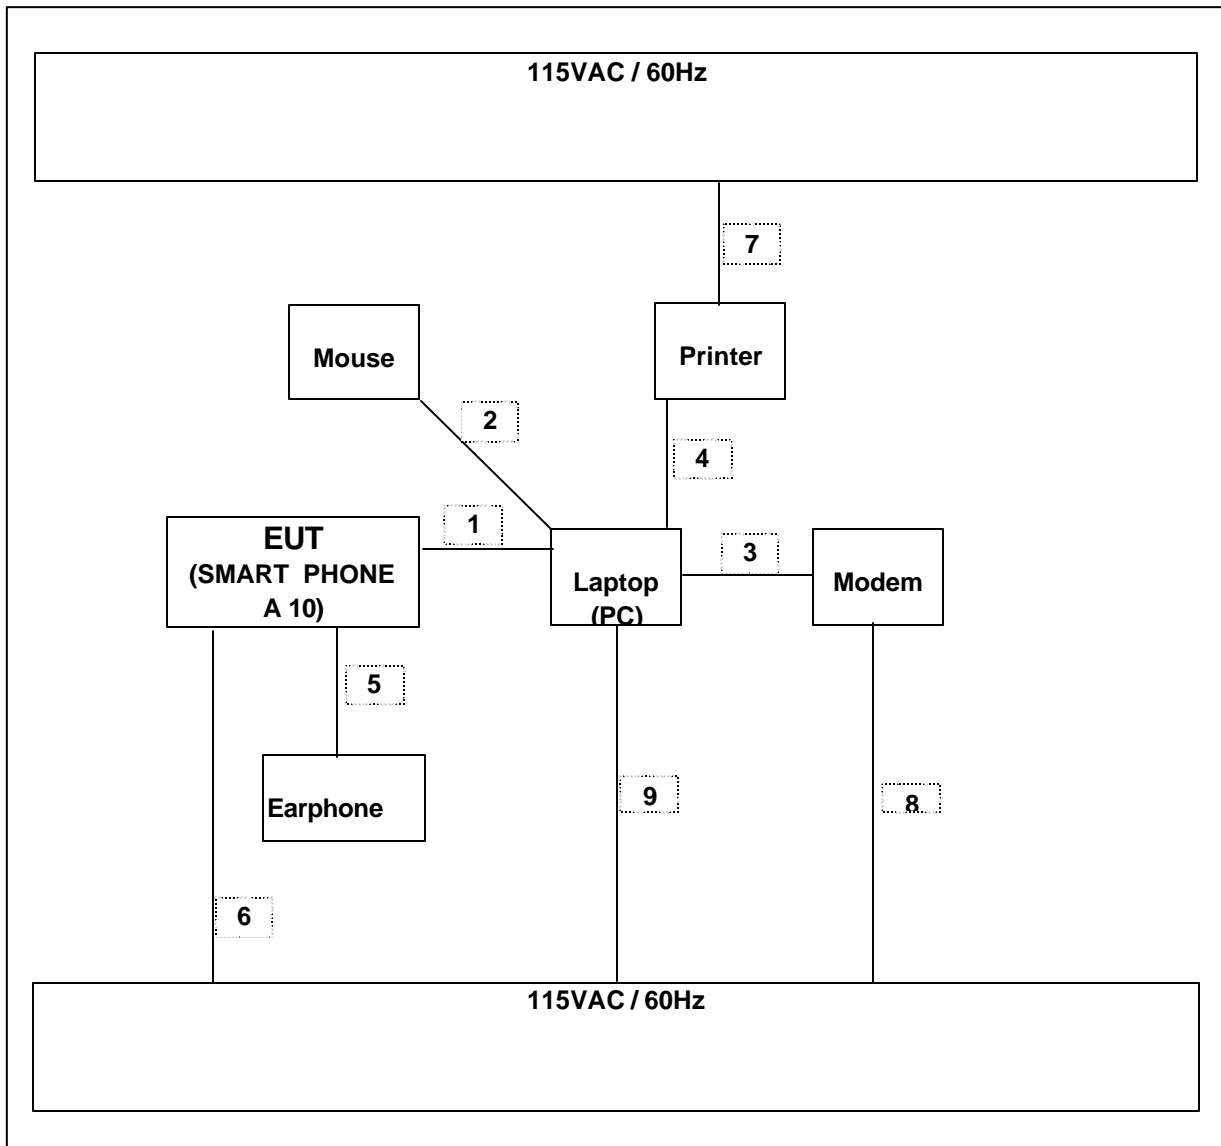 115VAC / 60Hz
7
Mouse
Printer
2
4
1
EUT
(SMART PHONE
A 10)
3
Laptop
(PC)
Modem
5
Earphone
9
8
6
115VAC / 60Hz